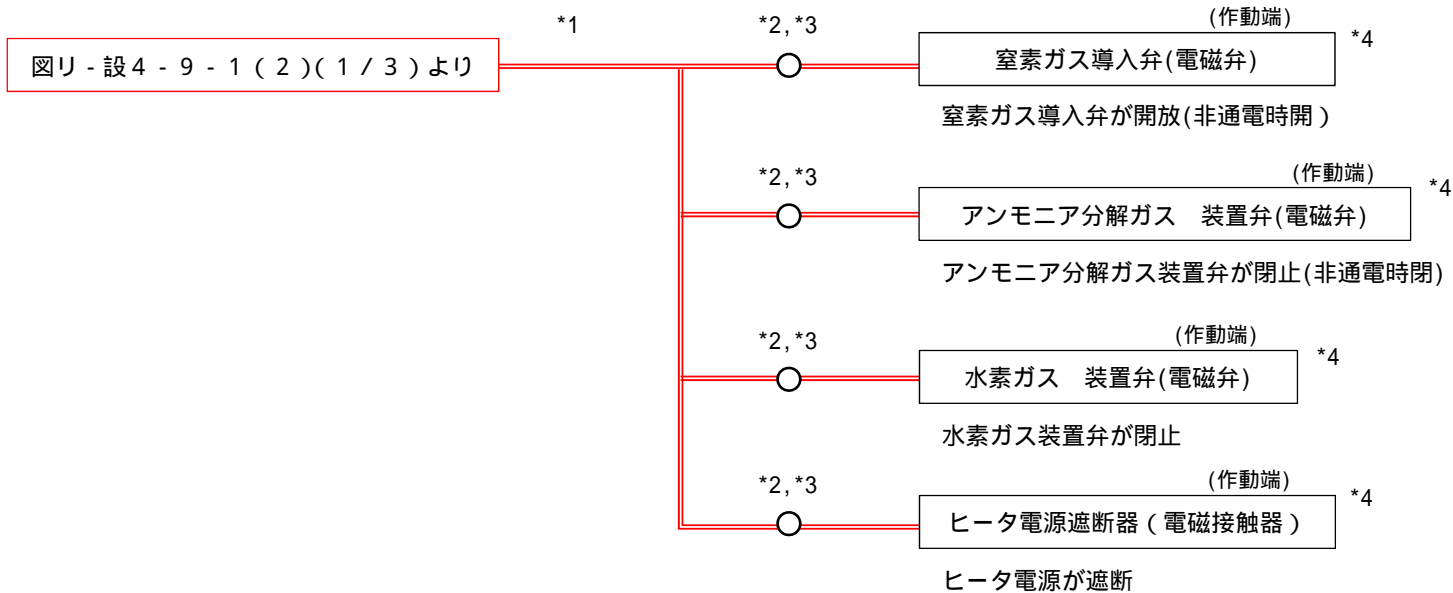 *1
図リ - 設４ - ９ - １ ( ２ ) ( １ / ３ ) より
*2, *3
(作動端)
窒素ガス導入弁(電磁弁)
*4
窒素ガス導入弁が開放(非通電時開 )
*2, *3
(作動端)
アンモニア分解ガス　装置弁(電磁弁)
*4
アンモニア分解ガス装置弁が閉止(非通電時閉)
*2, *3
(作動端)
水素ガス　装置弁(電磁弁)
*4
水素ガス装置弁が閉止
*2, *3
(作動端)
ヒータ電源遮断器 ( 電磁接触器 )
*4
ヒータ電源が遮断